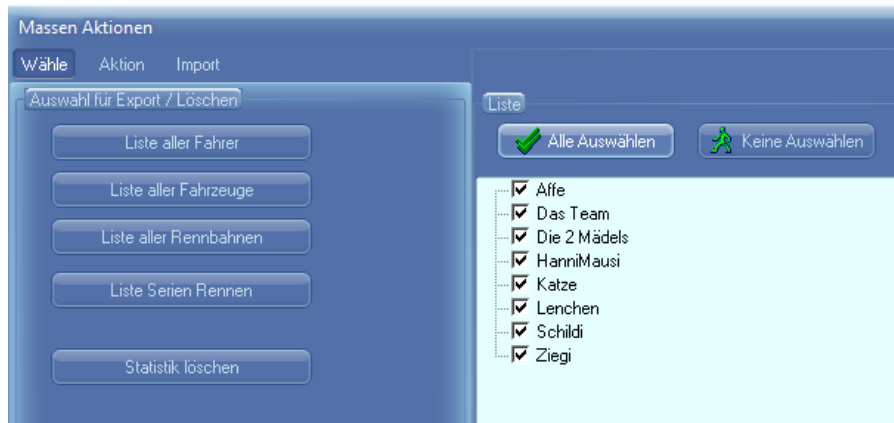 Massen Aktionen
Wähle Aktion Import
Auswahl für Export / Löschen
Liste aller Fahrer
Liste aller Fahrzeuge
Liste aller Rennbahnen
Liste Serien Rennen
Statistik löschen
Liste
Alle Auswählen Keine Auswählen
Affe
Das Team
Die 2 Mädels
HanniMausi
Katze
Lenchen
Schildi
Ziegi